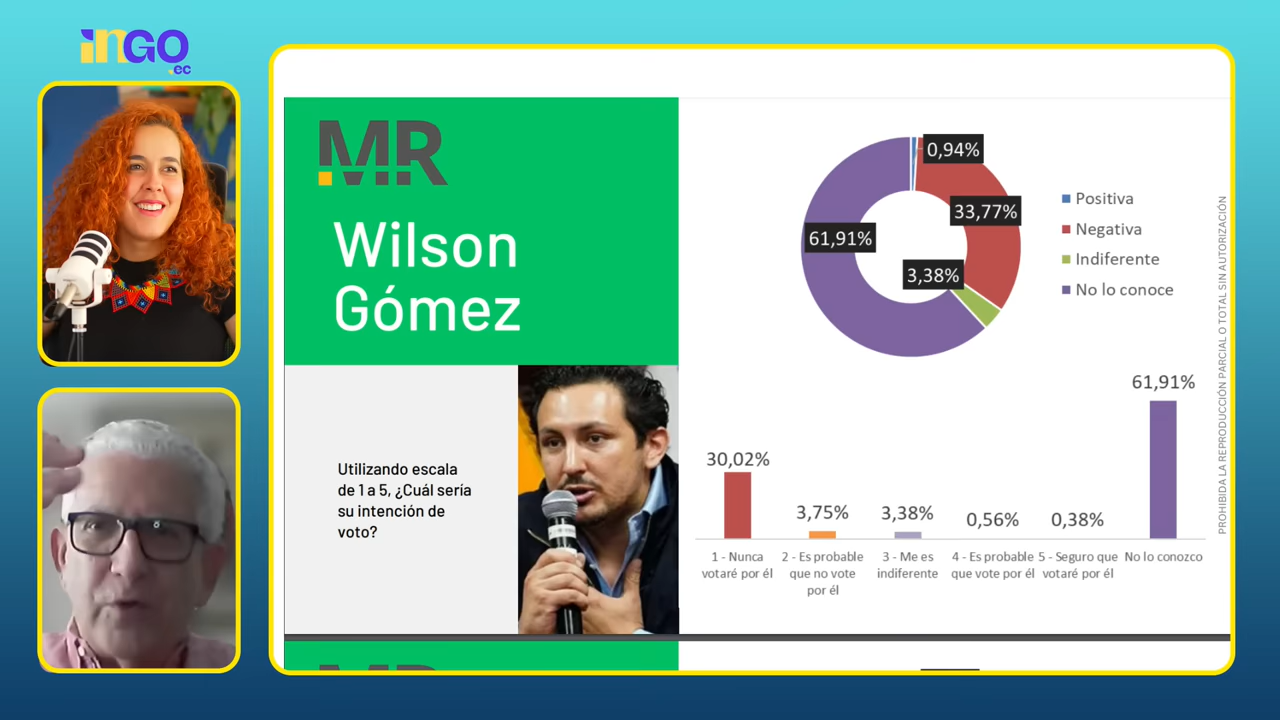 inGO
.ec
MR
Wilson
Gómez
Utilizando escala
de 1 a 5, ¿Cuál sería
su intención de
voto?
0,94%
33,77%
61,91%
3,38%
Positiva
Negativa
Indiferente
No lo conoce
61,91%
30,02%
3,75%
3,38%
0,56%
0,38%
1 - Nunca
votaré por él
2 - Es probable
que no vote
por él
3 - Me es
indiferente
4 - Es probable
que vote por él
5 - Seguro que
votaré por él
No lo conozco
PROHIBIDA LA REPRODUCCIÓN PARCIAL O TOTAL SIN AUTORIZACIÓN
MR